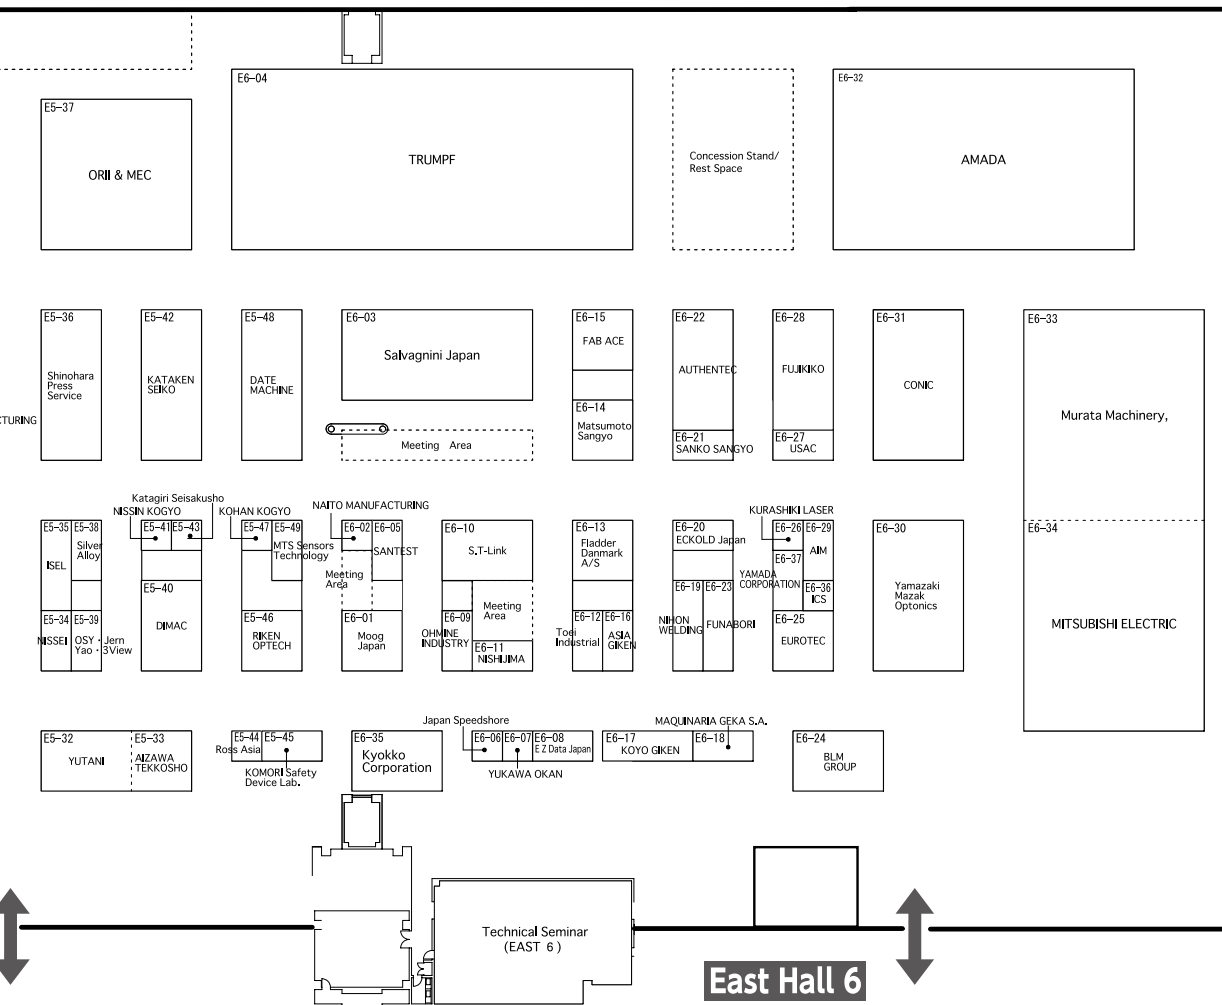 E6-04
E6-32
E5-37
TRUMPF
Concession Stand/
Rest Space
AMADA
ORII & MEC
E5-36
E5-42
E5-48
E6-03
E6-15
E6-22
E6-28
E6-31
E6-33
FAB ACE
Salvagnini Japan
AUTHENTEC
FUJIKIKO
Shinohara
Press
Service
KATAKEN
SEIKO
DATE
MACHINE
CONIC
E6-14
Matsumoto
Sangyo
CTURING
Murata Machinery,
E6-21
SANKO SANGYO
E6-27
USAC
Meeting Area
Katagiri Seisakusho
NISSIN KOGYO
KOHAN KOGYO
NAITO MANUFACTURING
KURASHIKI LASER
E5-35
E5-38
E5-41
E5-43
E5-47
E5-49
E6-02
E6-05
E6-10
E6-13
E6-20
E6-26
E6-29
E6-30
E6-34
ISEL
Silver
Alloy
MTS Sensors
Technology
SANTEST
S.T-Link
Fladder
Danmark
A/S
ECKOLD Japan
AIM
E6-37
YAMADA
CORPORATION
Meeting
Area
E5-40
DIMAC
E6-19
E6-23
E6-36
ICS
Yamazaki
Mazak
Optonics
Meeting
Area
E5-34
NISSEI
E5-39
OSY・Jern
Yao・3View
E5-46
RIKEN
OPTECH
E6-01
Moog
Japan
E6-09
OHMINE
INDUSTRY
E6-11
NISHIJIMA
E6-12
Toei
Industrial
E6-16
ASIA
GIKEN
NIHON
WELDING
FUNABORI
E6-25
EUROTEC
MITSUBISHI ELECTRIC
Japan Speedshore
MAQUINARIA GEKA S.A.
E5-32
YUTANI
E5-33
AIZAWA
TEKKOSHO
E5-44
Ross Asia
E5-45
KOMORI Safety
Device Lab.
E6-35
Kyokko
Corporation
E6-06
E6-07
E6-08
E Z Data Japan
YUKAWA OKAN
E6-17
KOYO GIKEN
E6-18
E6-24
BLM
GROUP
Technical Seminar
(EAST 6)
East Hall 6